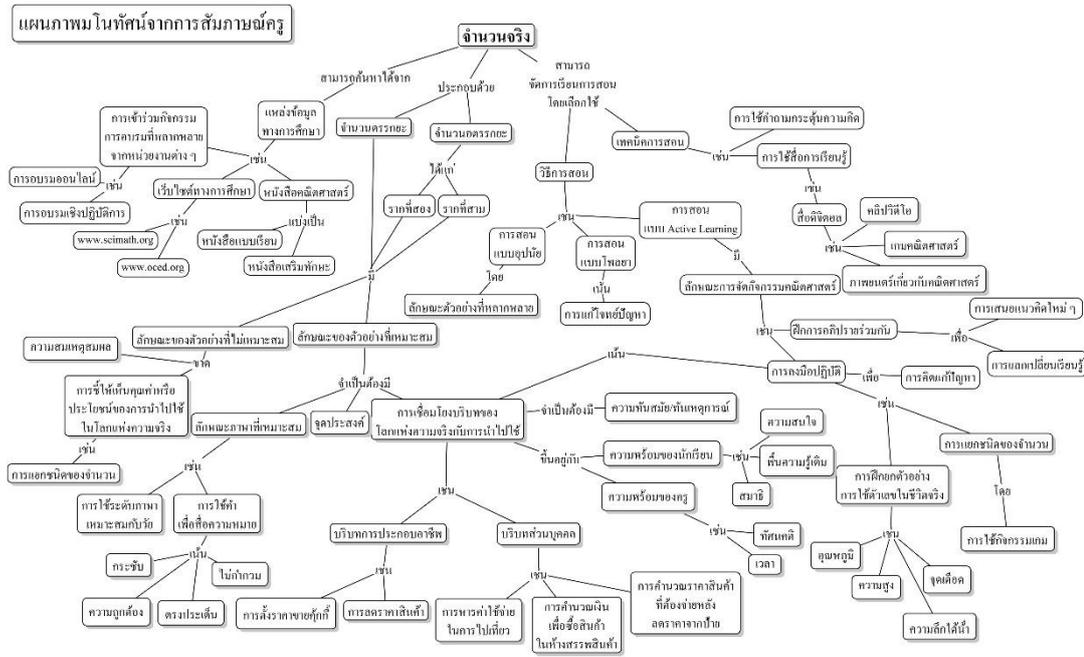 แผนภาพมโนทัศน์จากการสัมภาษณ์ครู
จำนวนจริง
สามารถค้นหาได้จาก
ประกอบด้วย
สามารถ
จัดการเรียนการสอน
โดยเลือกใช้
แหล่งข้อมูล
ทางการศึกษา
เช่น
การเข้าร่วมกิจกรรม
การอบรมที่หลากหลาย
จากหน่วยงานต่าง ๆ
เช่น
การอบรมออนไลน์
การอบรมเชิงปฏิบัติการ
เว็บไซต์ทางการศึกษา
เช่น
www.scimath.org
www.oced.org
หนังสือคณิตศาสตร์
แบ่งเป็น
หนังสือแบบเรียน
หนังสือเสริมทักษะ
จำนวนตรรกยะ
จำนวนอตรรกยะ
ได้แก่
รากที่สอง
รากที่สาม
มี
เทคนิคการสอน
เช่น
การใช้คำถามกระตุ้นความคิด
การใช้สื่อการเรียนรู้
เช่น
สื่อดิจิตอล
เช่น
คลิปวิดีโอ
เกมคณิตศาสตร์
ภาพยนตร์เกี่ยวกับคณิตศาสตร์
วิธีการสอน
เช่น
การสอน
แบบอุปนัย
โดย
ลักษณะตัวอย่างที่หลากหลาย
การสอน
แบบโพลยา
เน้น
การแก้โจทย์ปัญหา
การสอน
แบบ Active Learning
มี
ลักษณะการจัดกิจกรรมคณิตศาสตร์
เช่น
ฝึกการอภิปรายร่วมกัน
เพื่อ
การเสนอแนวคิดใหม่ ๆ
การแลกเปลี่ยนเรียนรู้
การลงมือปฏิบัติ
เพื่อ
การคิดแก้ปัญหา
เน้น
เช่น
ลักษณะของตัวอย่างที่ไม่เหมาะสม
ขาด
ความสมเหตุสมผล
การชี้ให้เห็นคุณค่าหรือ
ประโยชน์ของการนำไปใช้
ในโลกแห่งความจริง
เช่น
การแยกชนิดของจำนวน
ลักษณะของตัวอย่างที่เหมาะสม
จำเป็นต้องมี
ลักษณะภาษาที่เหมาะสม
จุดประสงค์
การเชื่อมโยงบริบทของ
โลกแห่งความจริงกับการนำไปใช้
จำเป็นต้องมี
ความทันสมัย/ทันเหตุการณ์
ขึ้นอยู่กับ
ความพร้อมของนักเรียน
เช่น
ความสนใจ
พื้นความรู้เดิม
สมาธิ
ความพร้อมของครู
เช่น
ทัศนคติ
เวลา
เช่น
การใช้ระดับภาษา
เหมาะสมกับวัย
การใช้คำ
เพื่อสื่อความหมาย
เน้น
กระชับ
ไม่กำกวม
ความถูกต้อง
ตรงประเด็น
เช่น
บริบทการประกอบอาชีพ
เช่น
การตั้งราคาขายคุ้กกี้
การลดราคาสินค้า
บริบทส่วนบุคคล
เช่น
การหารค่าใช้จ่าย
ในการไปเที่ยว
การคำนวณเงิน
เพื่อซื้อสินค้า
ในห้างสรรพสินค้า
การคำนวณราคาสินค้า
ที่ต้องจ่ายหลัง
ลดราคาจากป้าย
การฝึกยกตัวอย่าง
การใช้ตัวเลขในชีวิตจริง
เช่น
อุณหภูมิ
ความสูง
จุดเดือด
ความลึกใต้น้ำ
การแยกชนิดของจำนวน
โดย
การใช้กิจกรรมเกม